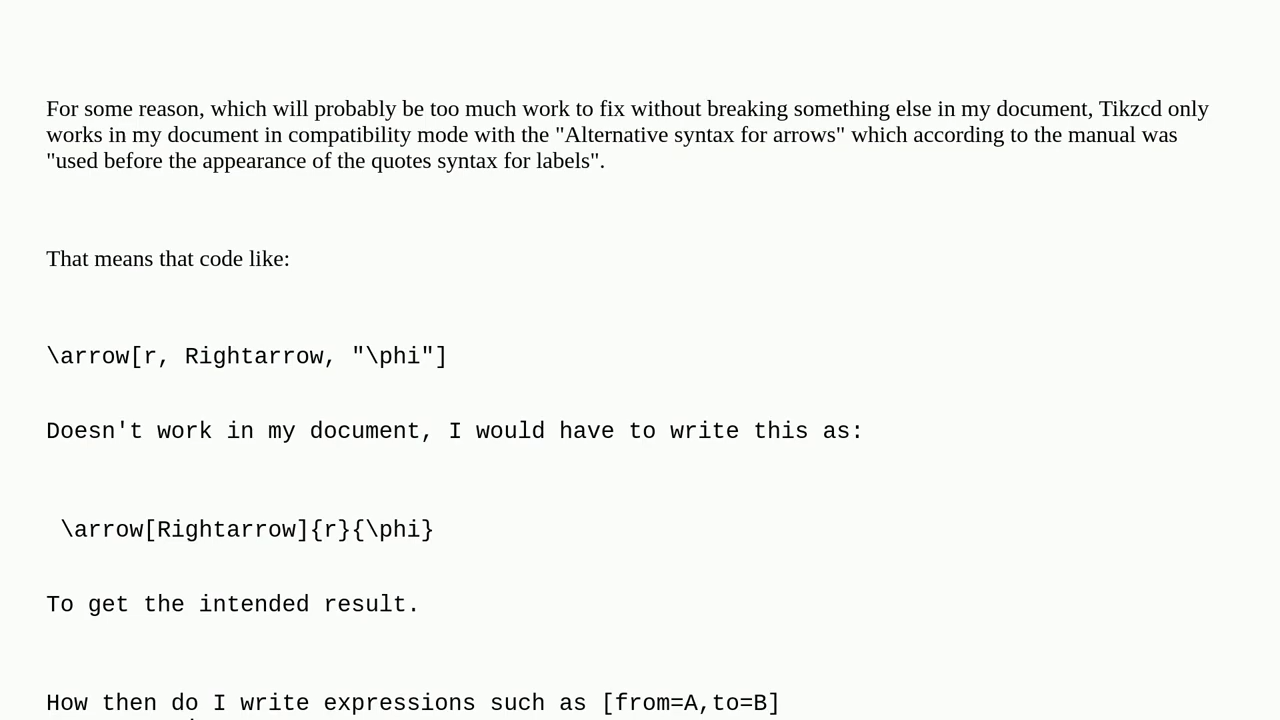 For some reason, which will probably be too much work to fix without breaking something else in my document, Tikzcd only
works in my document in compatibility mode with the "Alternative syntax for arrows" which according to the manual was
"used before the appearance of the quotes syntax for labels".
That means that code like:
\arrow[r, Rightarrow, "\phi"]
Doesn't work in my document, I would have to write this as:
\arrow[Rightarrow]{r}{\phi}
To get the intended result.
How then do I write expressions such as [from=A,to=B]